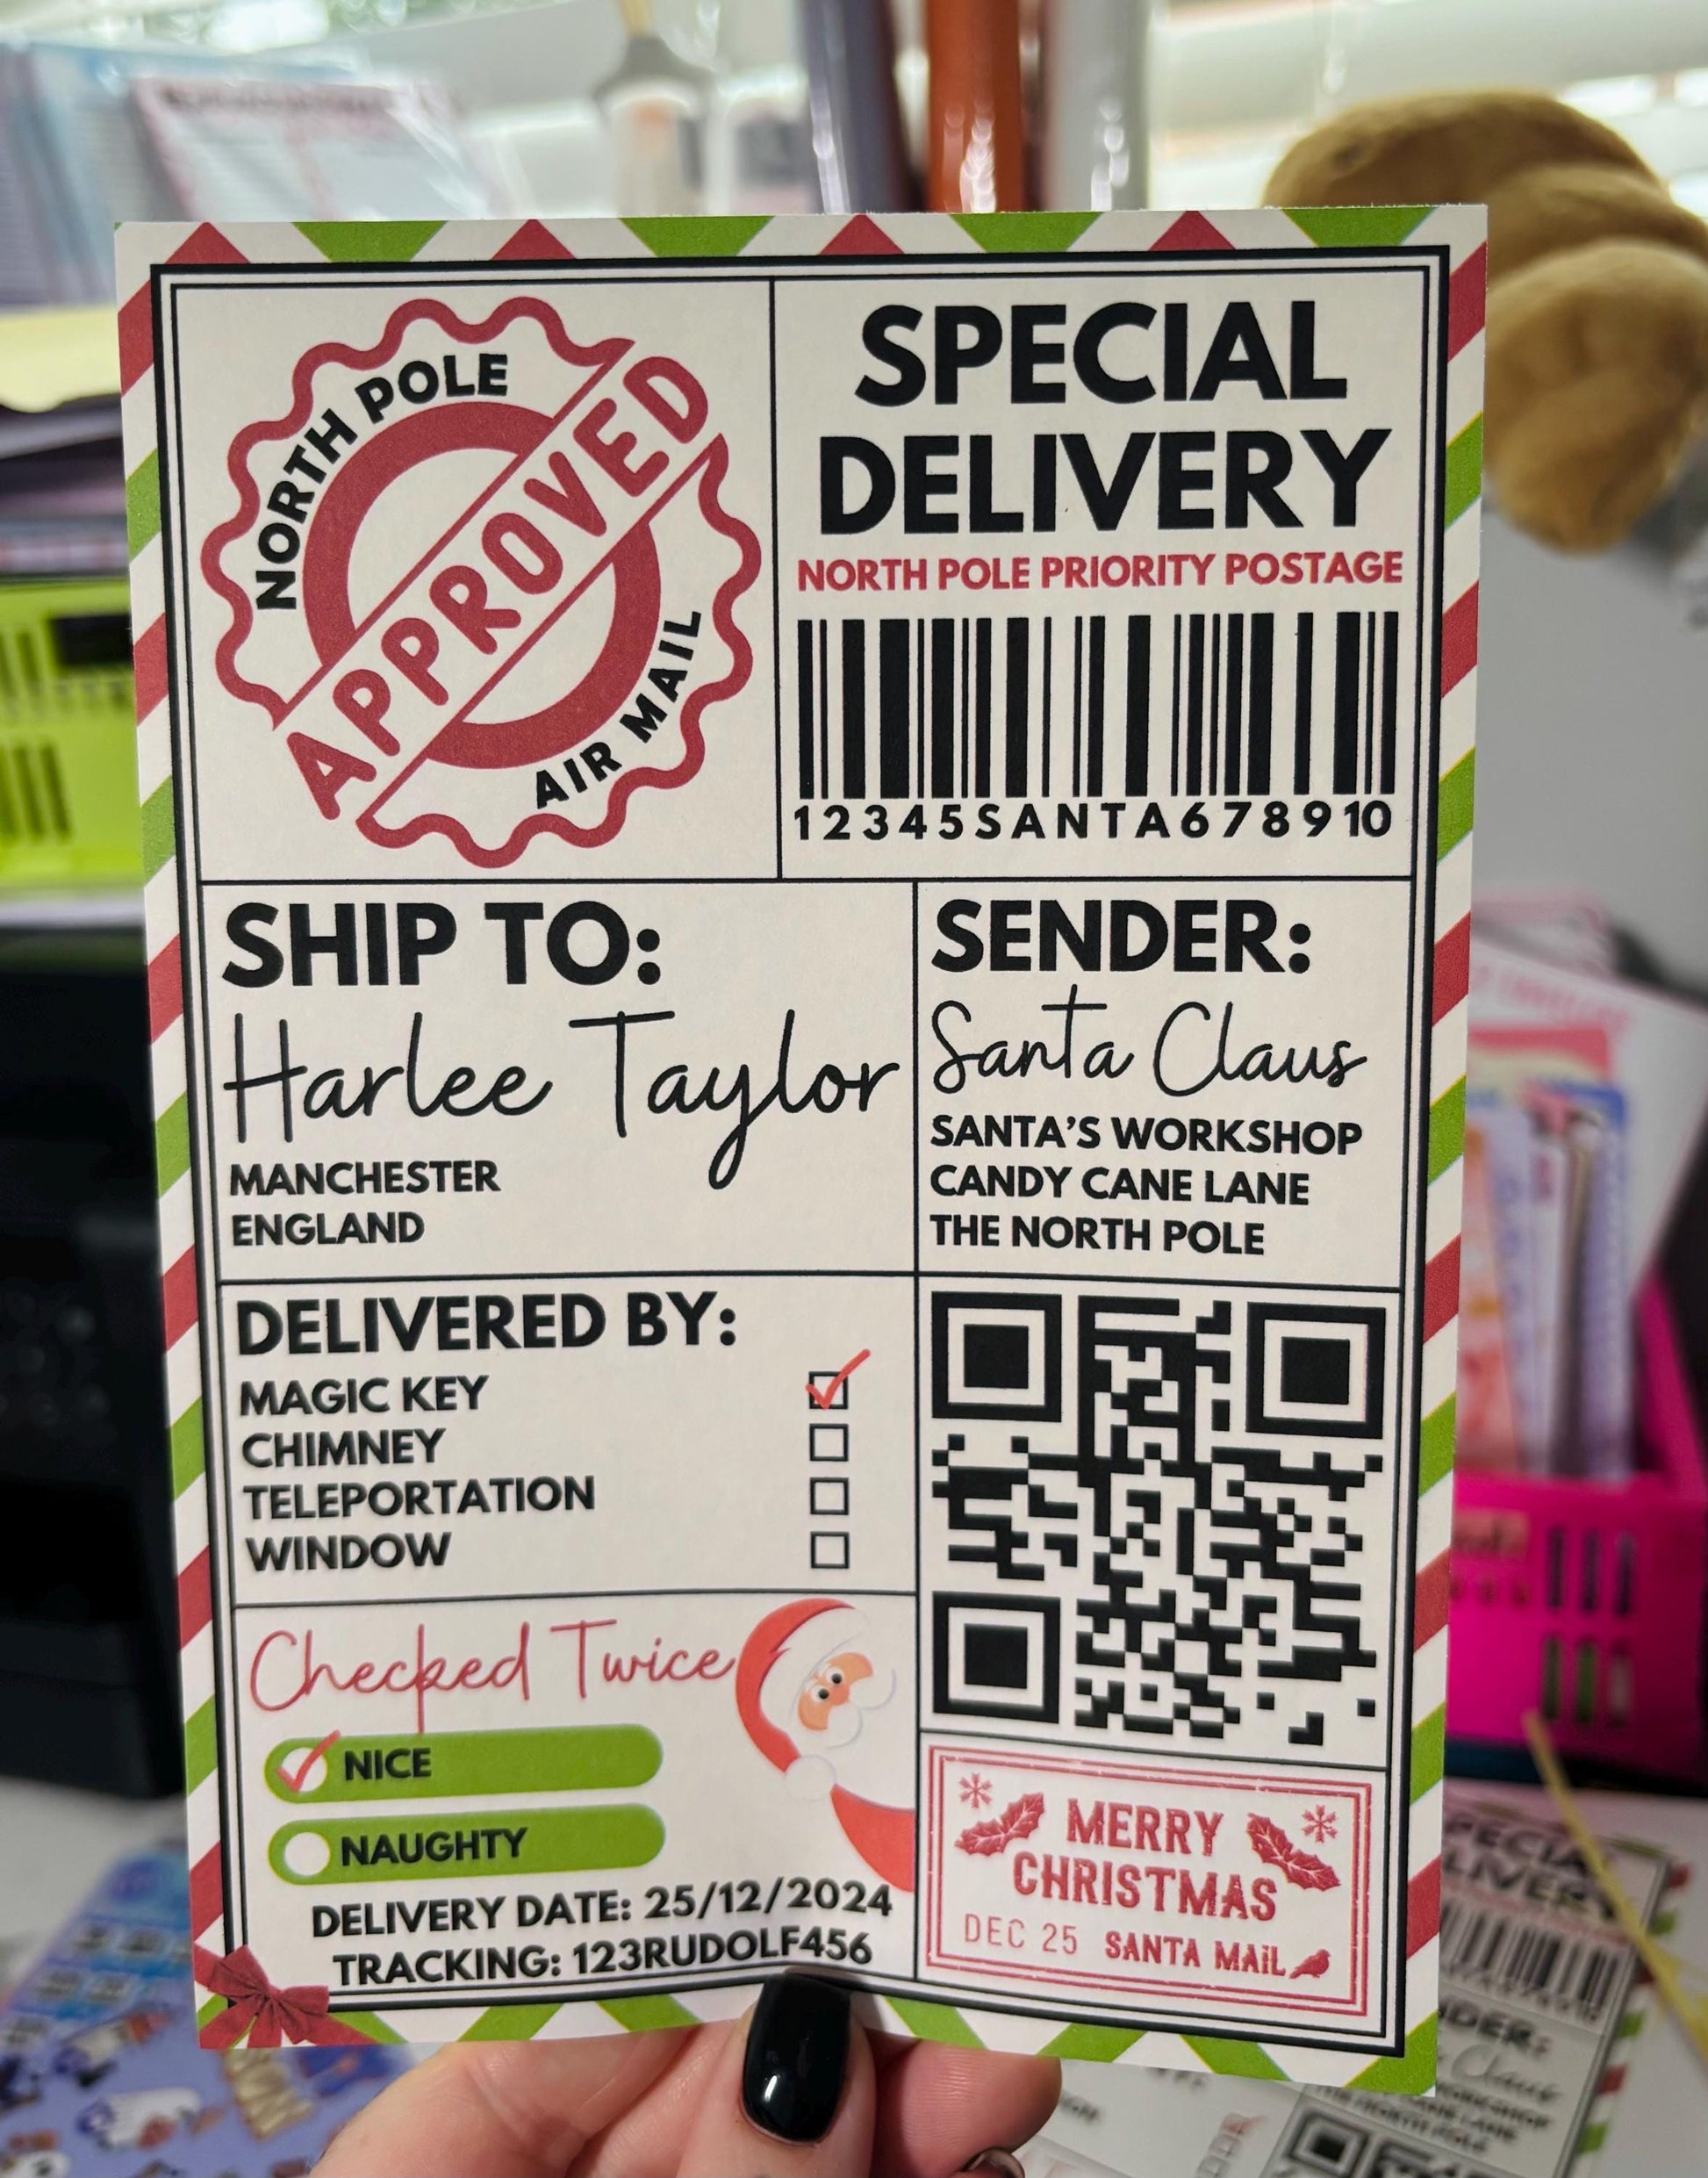 NORTH POLE
APPROVED
AIR MAIL
SPECIAL
DELIVERY
NORTH POLE PRIORITY POSTAGE
12345SANTA678910
SHIP TO:
Harlee Taylor
MANCHESTER
ENGLAND
SENDER:
Santa Claus
SANTA'S WORKSHOP
CANDY CANE LANE
THE NORTH POLE
DELIVERED BY:
MAGIC KEY
CHIMNEY
TELEPORTATION
WINDOW
Checked Twice
NICE
NAUGHTY
DELIVERY DATE: 25/12/2024
TRACKING: 123RUDOLF456
MERRY
CHRISTMAS
DEC 25 SANTA MAiL